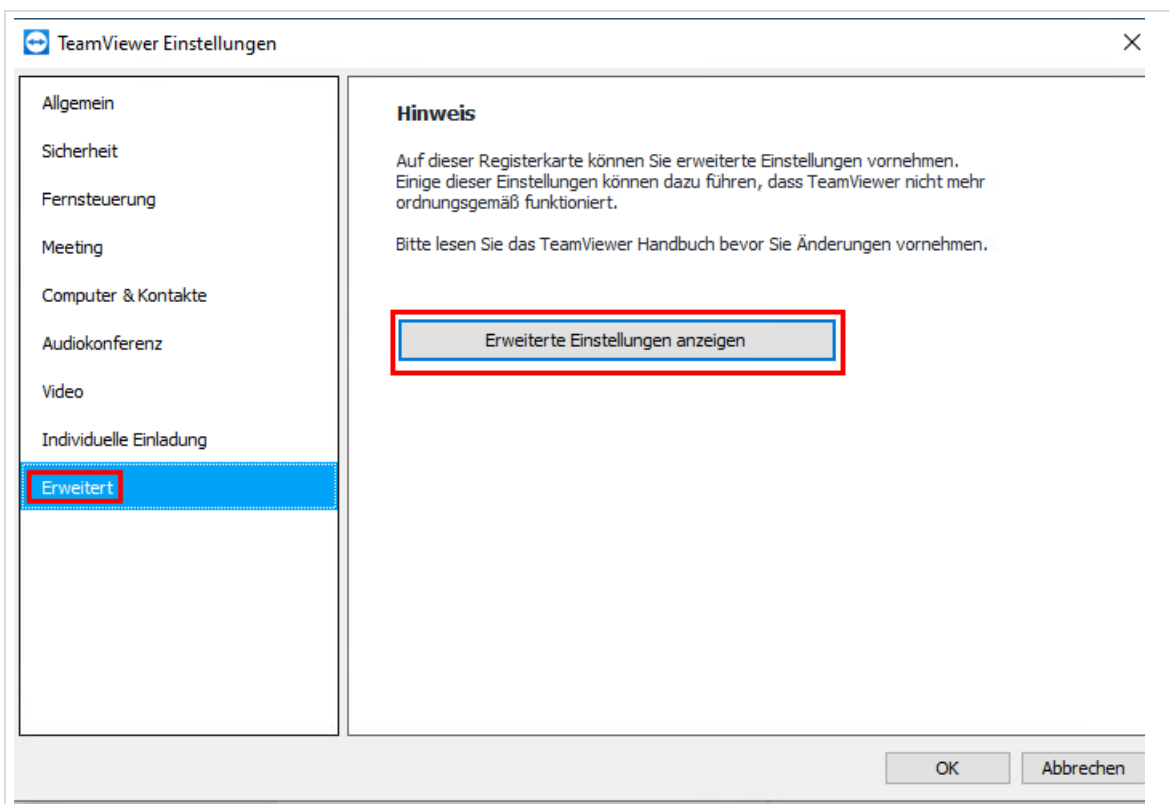 TeamViewer Einstellungen
Allgemein
Sicherheit
Fernsteuerung
Meeting
Computer & Kontakte
Audiokonferenz
Video
Individuelle Einladung
Erweitert
Hinweis
Auf dieser Registerkarte können Sie erweiterte Einstellungen vornehmen.
Einige dieser Einstellungen können dazu führen, dass TeamViewer nicht mehr
ordnungsgemäß funktioniert.
Bitte lesen Sie das TeamViewer Handbuch bevor Sie Änderungen vornehmen.
Erweiterte Einstellungen anzeigen
OK
Abbrechen